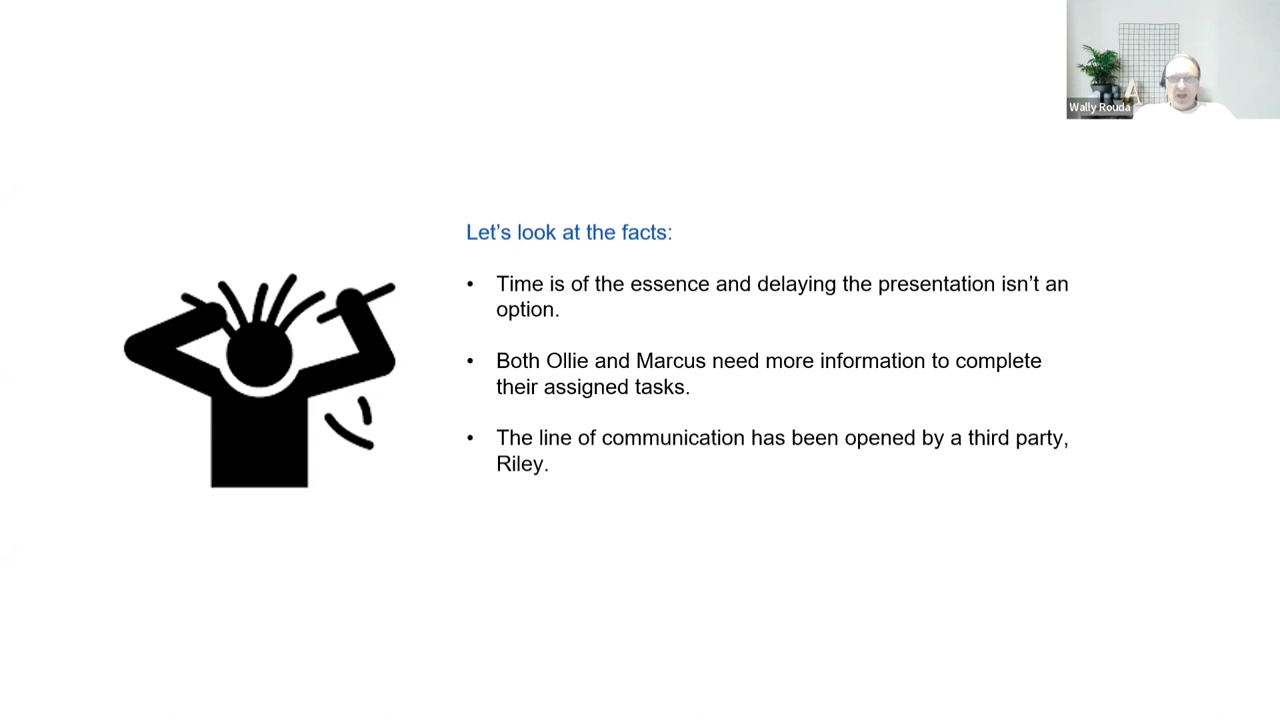 Wally Rouda
Let's look at the facts:
• Time is of the essence and delaying the presentation isn't an
option.
• Both Ollie and Marcus need more information to complete
their assigned tasks.
• The line of communication has been opened by a third party,
Riley.